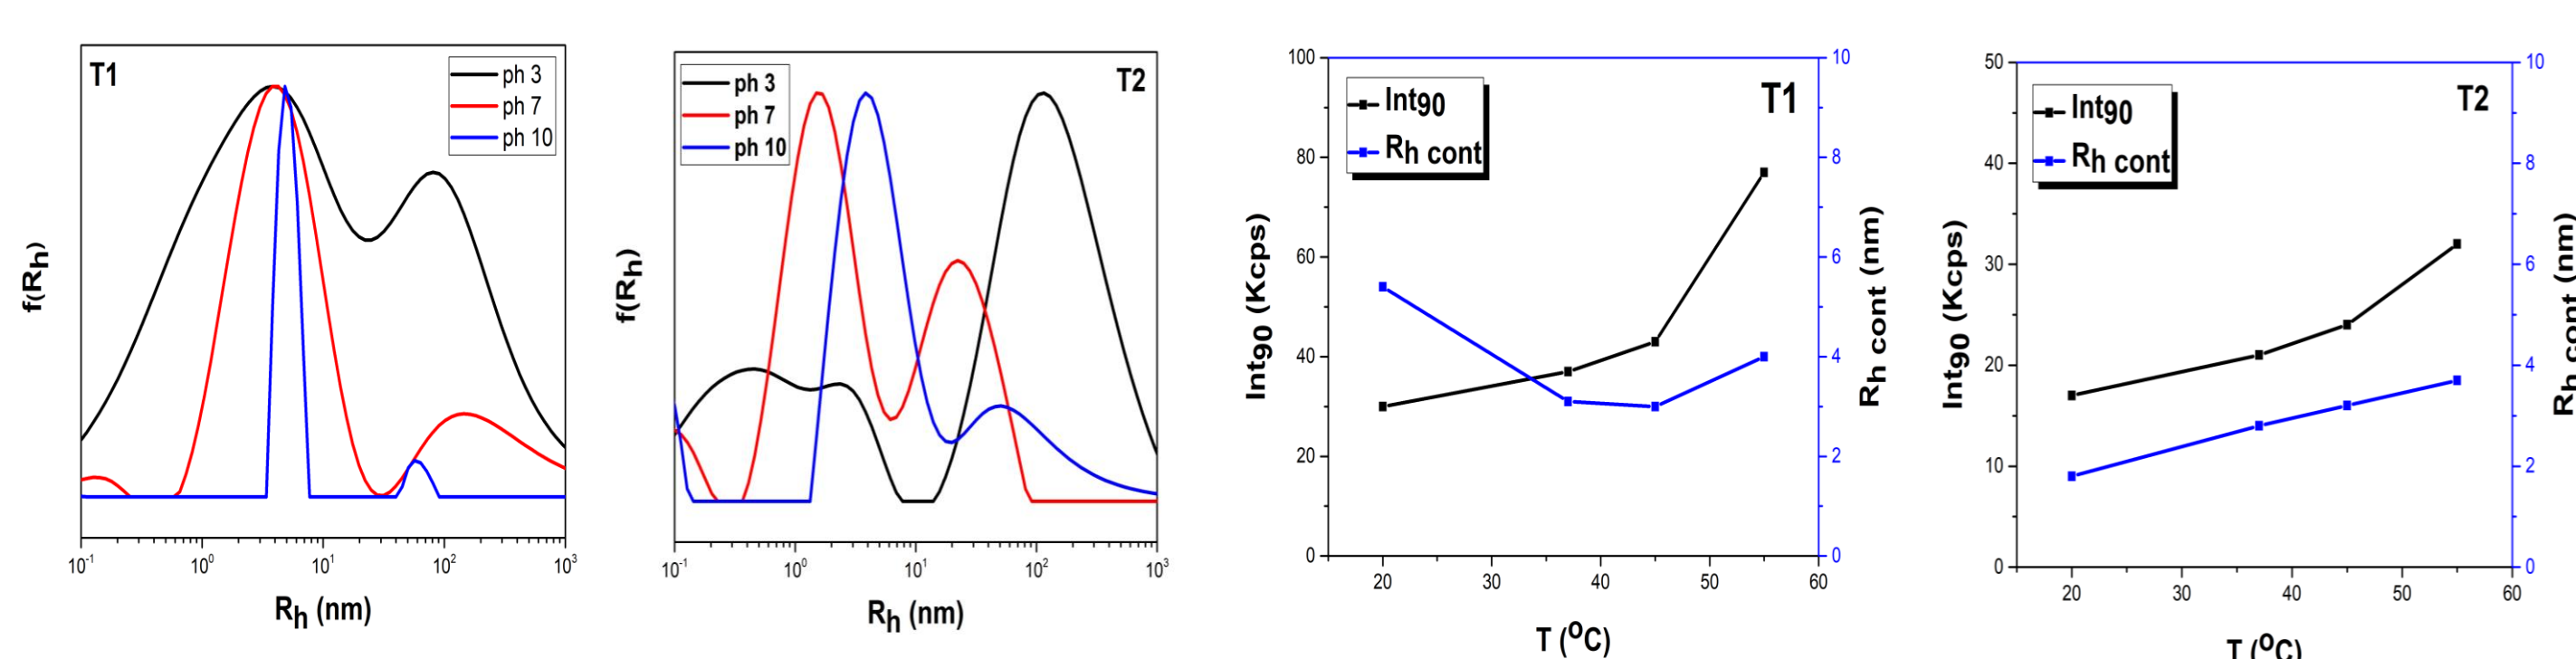 T1
ph 3
ph 7
ph 10
f(Rh)
10-1 100 101 102 103
Rh (nm)
T2
ph 3
ph 7
ph 10
f(Rh)
10-1 100 101 102 103
Rh (nm)
T1
Int90
Rh cont
Int90 (Kcps)
100
80
60
40
20
0
10
8
6
4
2
0
Rh cont (nm)
20 30 40 50 60
T (oC)
T2
Int90
Rh cont
Int90 (Kcps)
50
40
30
20
10
0
10
8
6
4
2
0
Rh cont (nm)
20 30 40 50 60
T (oC)